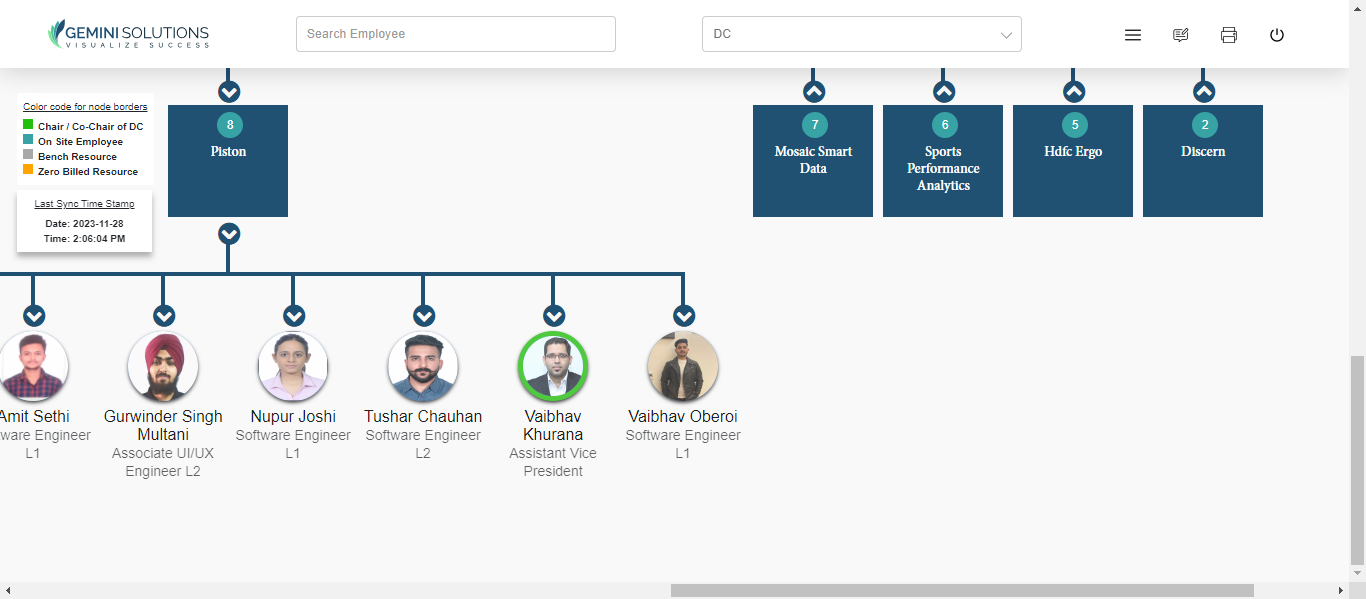 GEMINI SOLUTIONS
VISUALIZE SUCCESS
Search Employee
DC
Color code for node borders
Chair / Co-Chair of DC
On Site Employee
Bench Resource
Zero Billed Resource
Last Sync Time Stamp
Date: 2023-11-28
Time: 2:06:04 PM
8
Piston
7
Mosaic Smart
Data
6
Sports
Performance
Analytics
5
Hdfc Ergo
2
Discern
Amit Sethi
ware Engineer
L1
Gurwinder Singh
Multani
Associate UI/UX
Engineer L2
Nupur Joshi
Software Engineer
L1
Tushar Chauhan
Software Engineer
L2
Vaibhav
Khurana
Assistant Vice
President
Vaibhav Oberoi
Software Engineer
L1